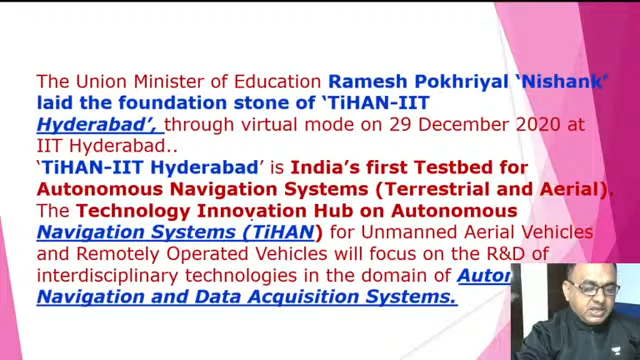 The Union Minister of Education Ramesh Pokhriyal ‘Nishank’
laid the foundation stone of ‘TiHAN-IIT
Hyderabad’, through virtual mode on 29 December 2020 at
IIT Hyderabad..
‘TiHAN-IIT Hyderabad’ is India’s first Testbed for
Autonomous Navigation Systems (Terrestrial and Aerial).
The Technology Innovation Hub on Autonomous
Navigation Systems (TiHAN) for Unmanned Aerial Vehicles
and Remotely Operated Vehicles will focus on the R&D of
interdisciplinary technologies in the domain of
Navigation and Data Acquisition Systems.